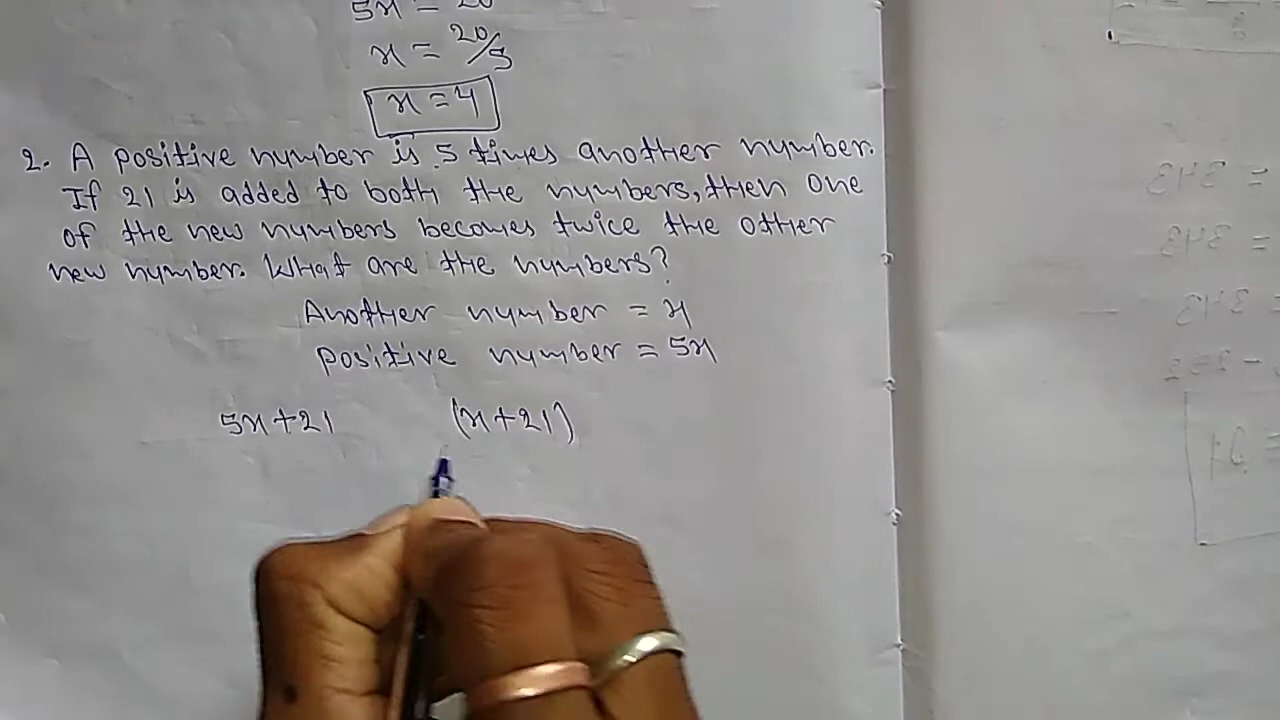 5x = 20
x = 20/5
x = 4
2. A positive number is 5 times another number.
If 21 is added to both the numbers, then one
of the new numbers becomes twice the other
new number. What are the numbers?
Another number = x
positive number = 5x
5x+21 (x+21)